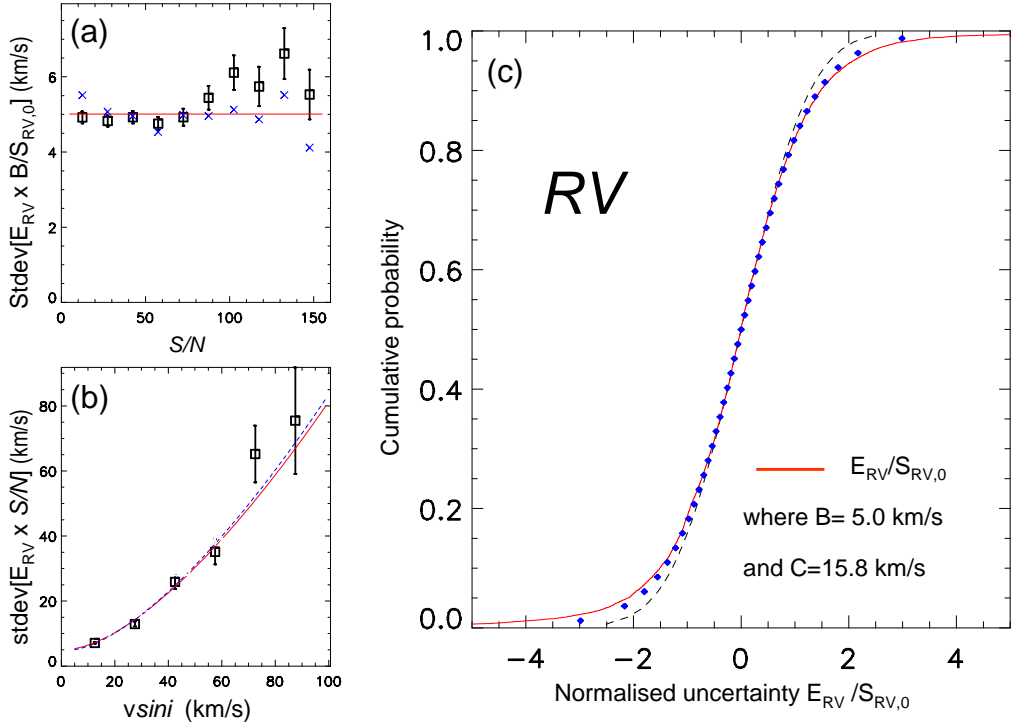 (a)
Stdev[E_RV x B/S_RV,0] (km/s)
6
4
2
0
0 50 100 150
S/N
(b)
stdev[E_RV x S/N] (km/s)
80
60
40
20
0
0 20 40 60 80 100
vsini (km/s)
(c)
RV
Cumulative probability
1.0
0.8
0.6
0.4
0.2
0.0
E_RV/S_RV,0
where B= 5.0 km/s
and C=15.8 km/s
−4 −2 0 2 4
Normalised uncertainty E_RV /S_RV,0